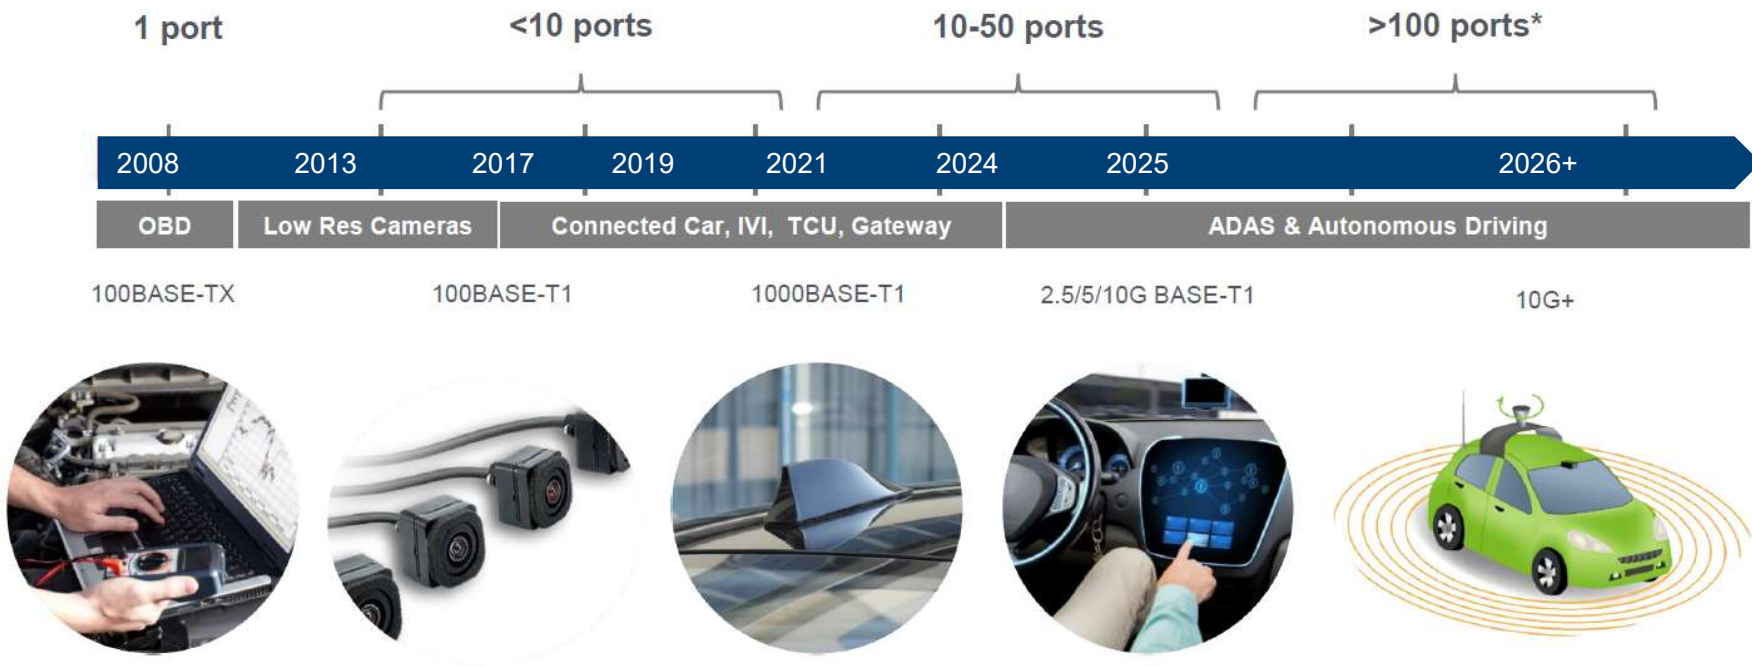 1 port <10 ports 10-50 ports >100 ports*
2008 2013 2017 2019 2021 2024 2025 2026+
OBD Low Res Cameras Connected Car, IVI, TCU, Gateway ADAS & Autonomous Driving
100BASE-TX 100BASE-T1 1000BASE-T1 2.5/5/10G BASE-T1 10G+